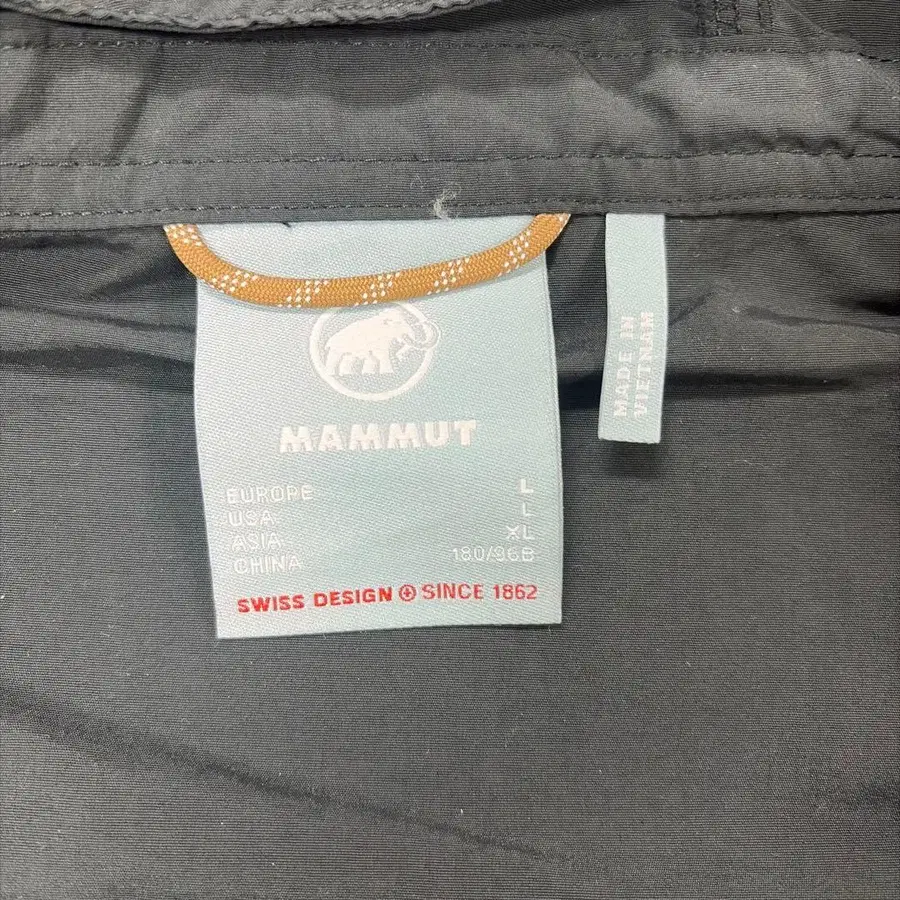 MAMMUT
EUROPE L
USA L
ASIA XL
CHINA 180/96B
SWISS DESIGN SINCE 1862
MADE IN
VIETNAM